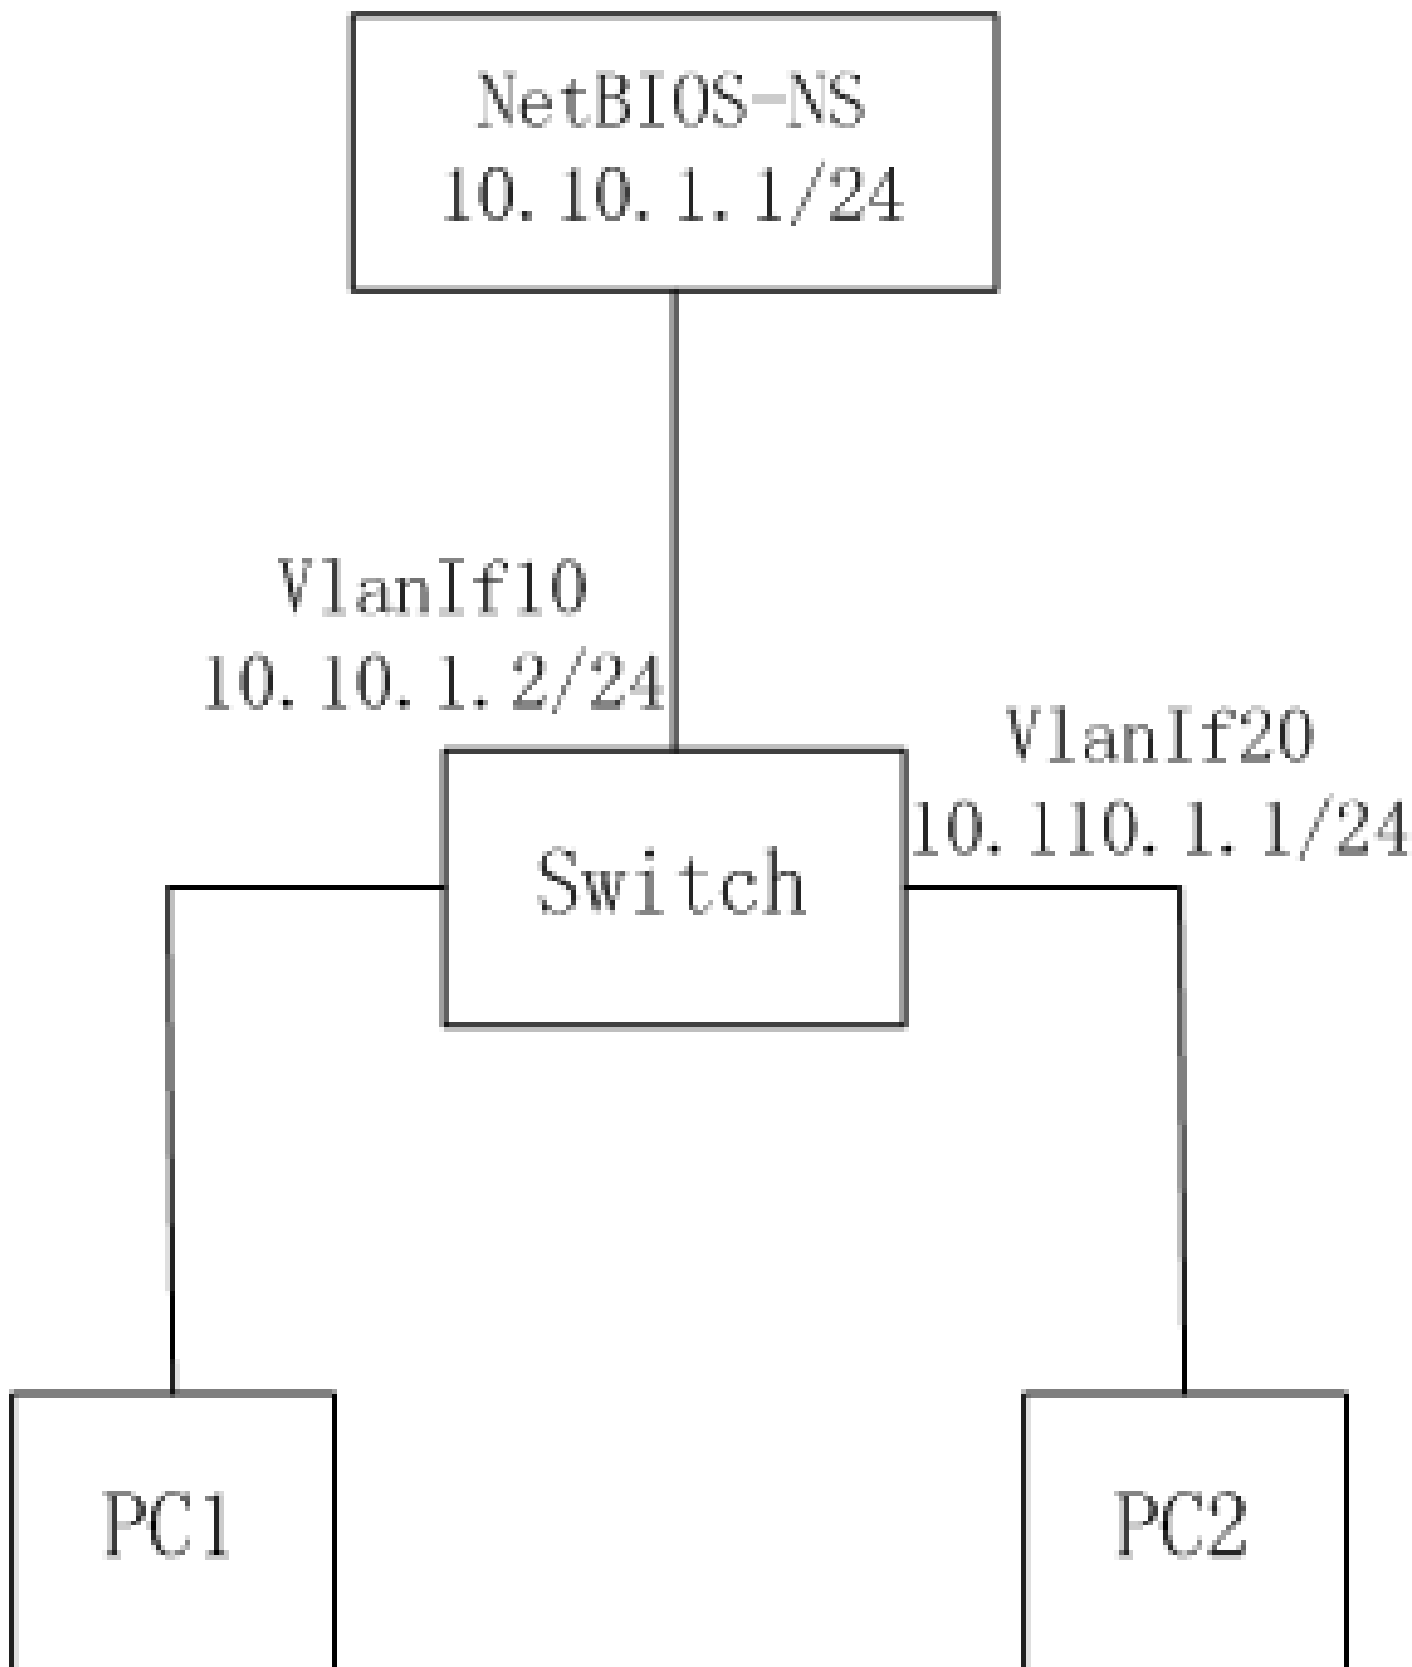 NetBIOS-NS
10.10.1.1/24
VlanIf10
10.10.1.2/24
VlanIf20
10.110.1.1/24
Switch
PC1
PC2